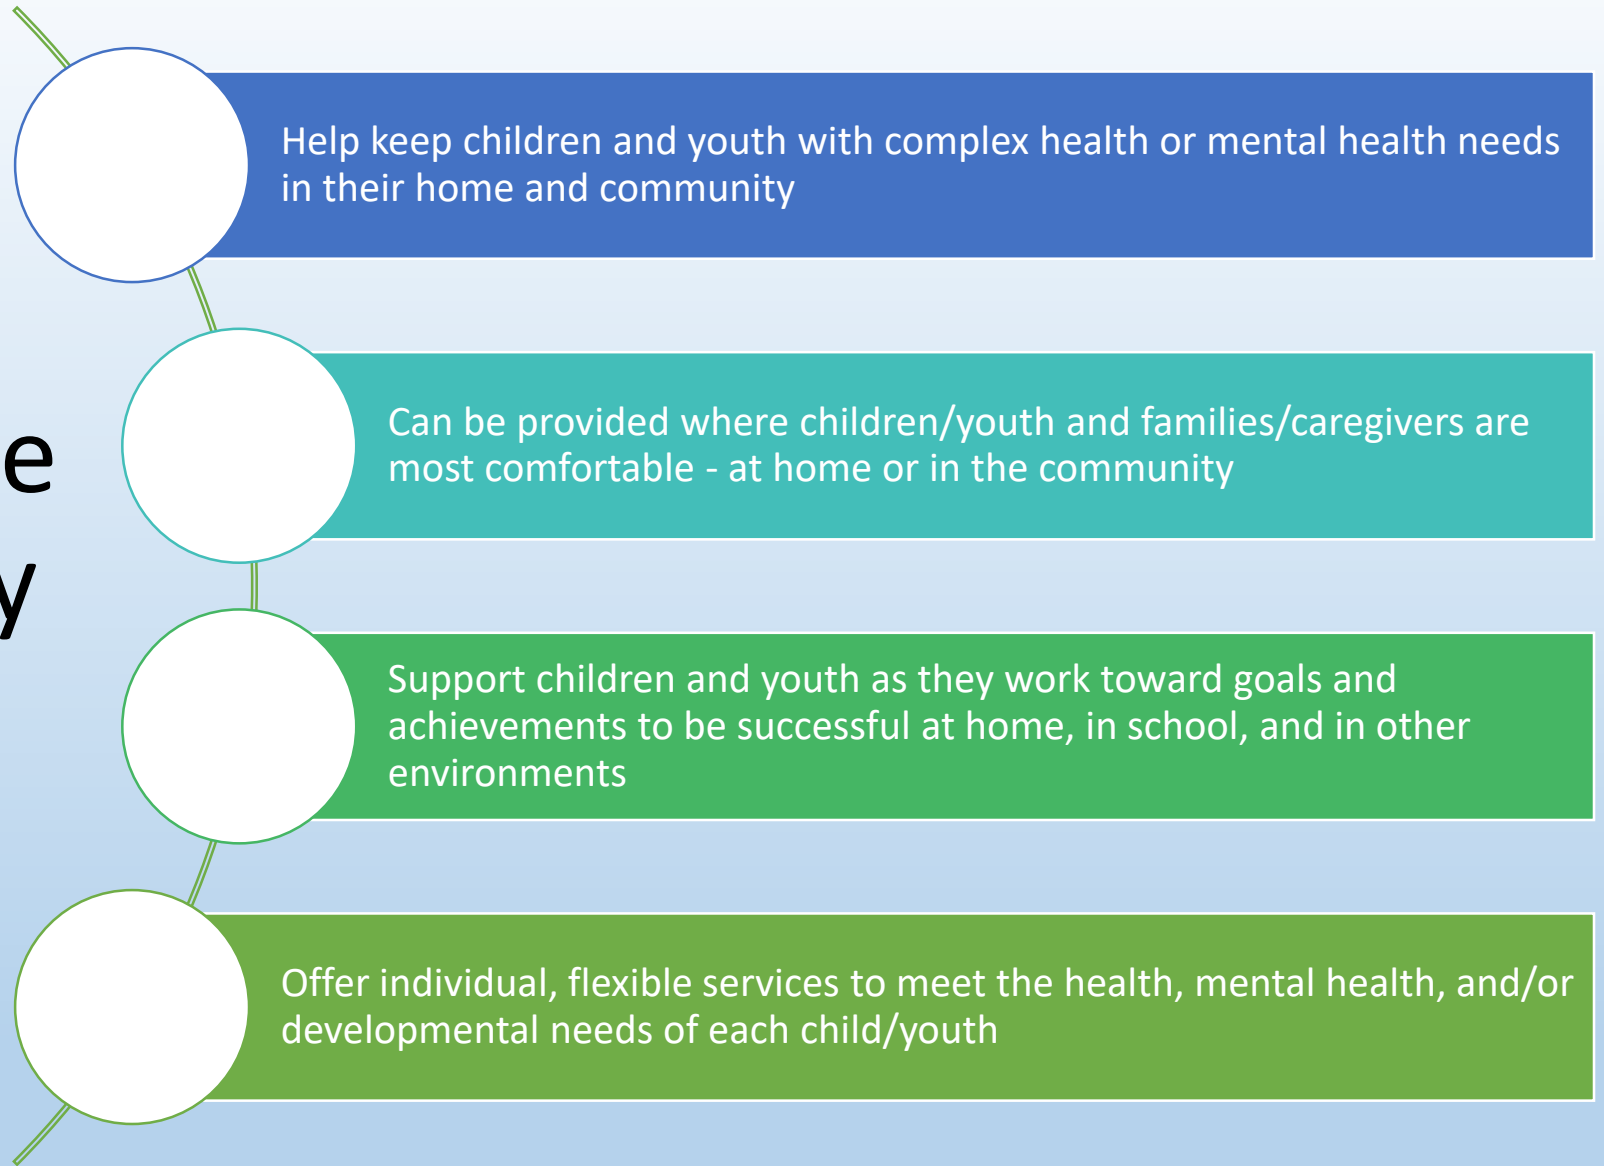 Help keep children and youth with complex health or mental health needs
in their home and community
e
y
Can be provided where children/youth and families/caregivers are
most comfortable - at home or in the community
Support children and youth as they work toward goals and
achievements to be successful at home, in school, and in other
environments
Offer individual, flexible services to meet the health, mental health, and/or
developmental needs of each child/youth